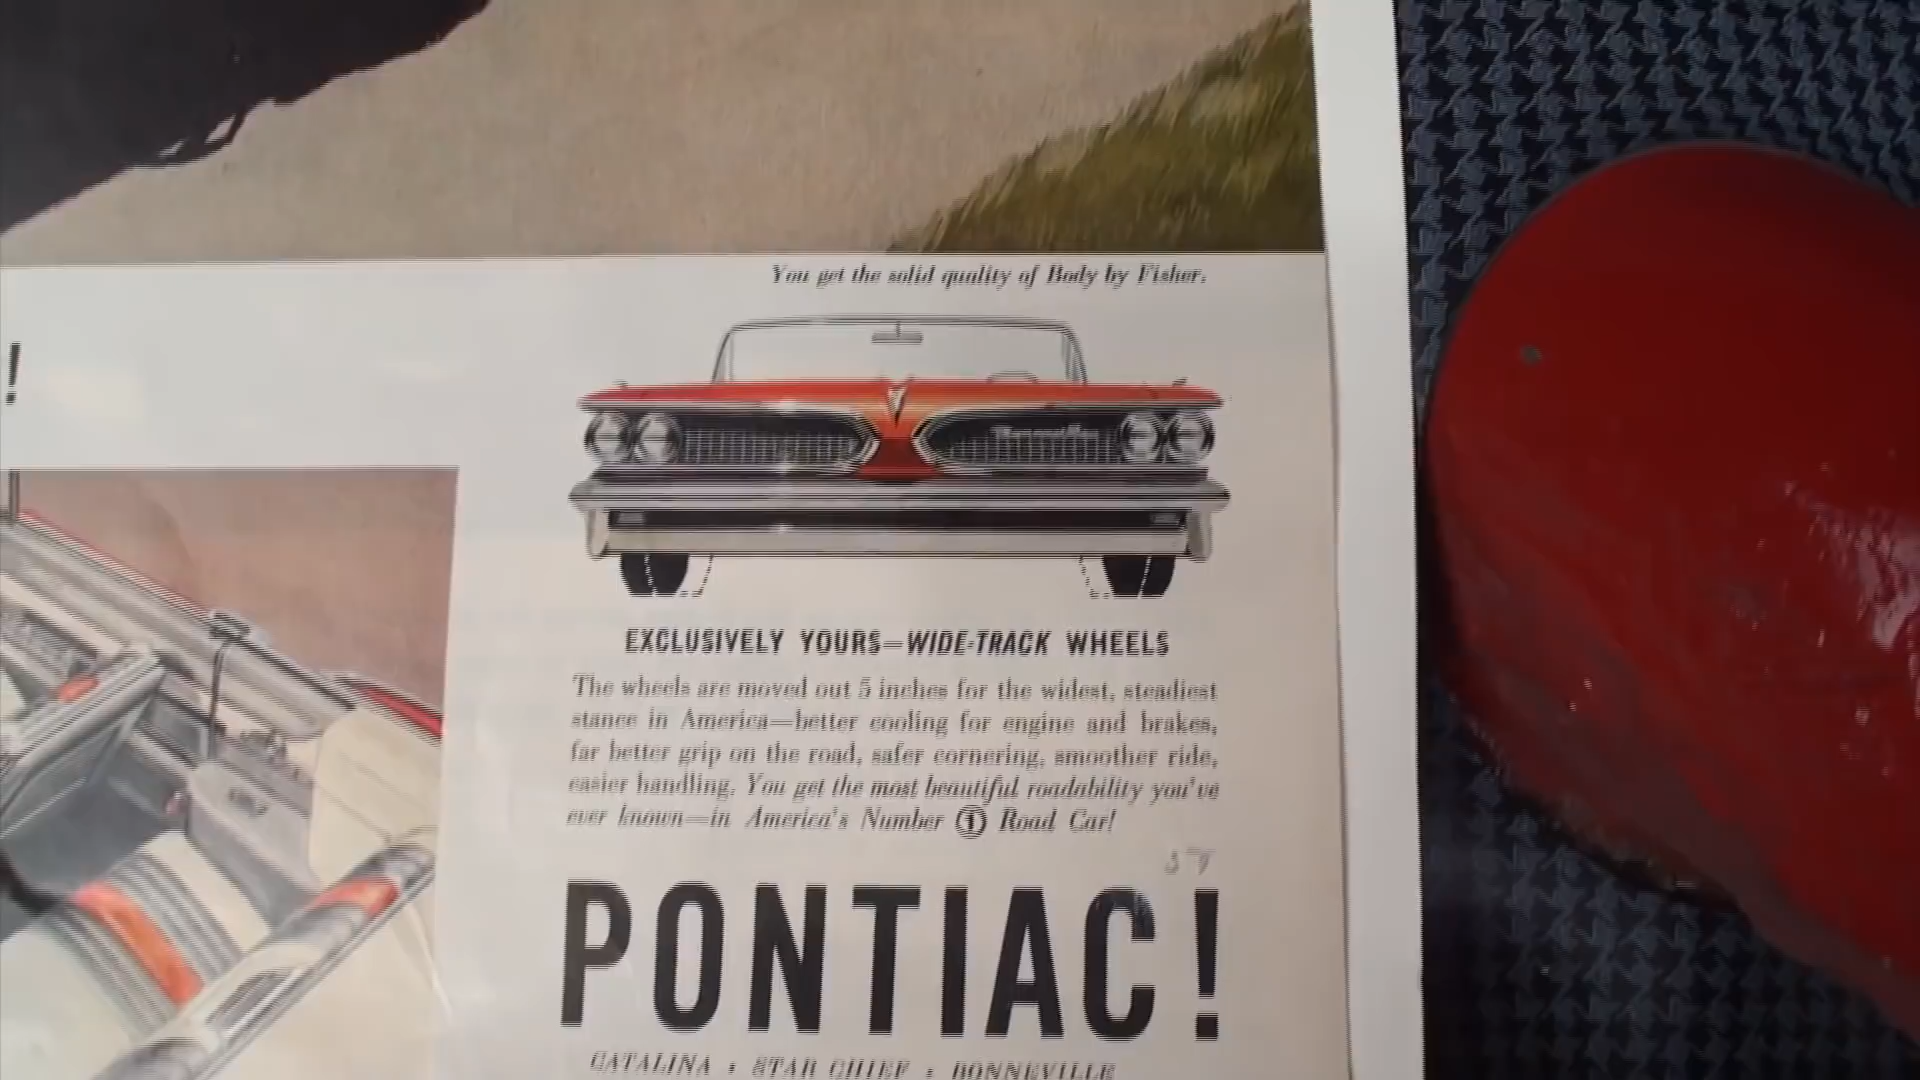 You get the solid quality of Body by Fisher.
!
EXCLUSIVELY YOURS—WIDE-TRACK WHEELS
The wheels are moved out 5 inches for the widest, steadiest
stance in America—better cooling for engine and brakes,
far better grip on the road, safer cornering, smoother ride,
easier handling. You get the most beautiful roadability you've
ever known—in America's Number 1 Road Car!
PONTIAC!
CATALINA • STAR CHIEF • BONNEVILLE